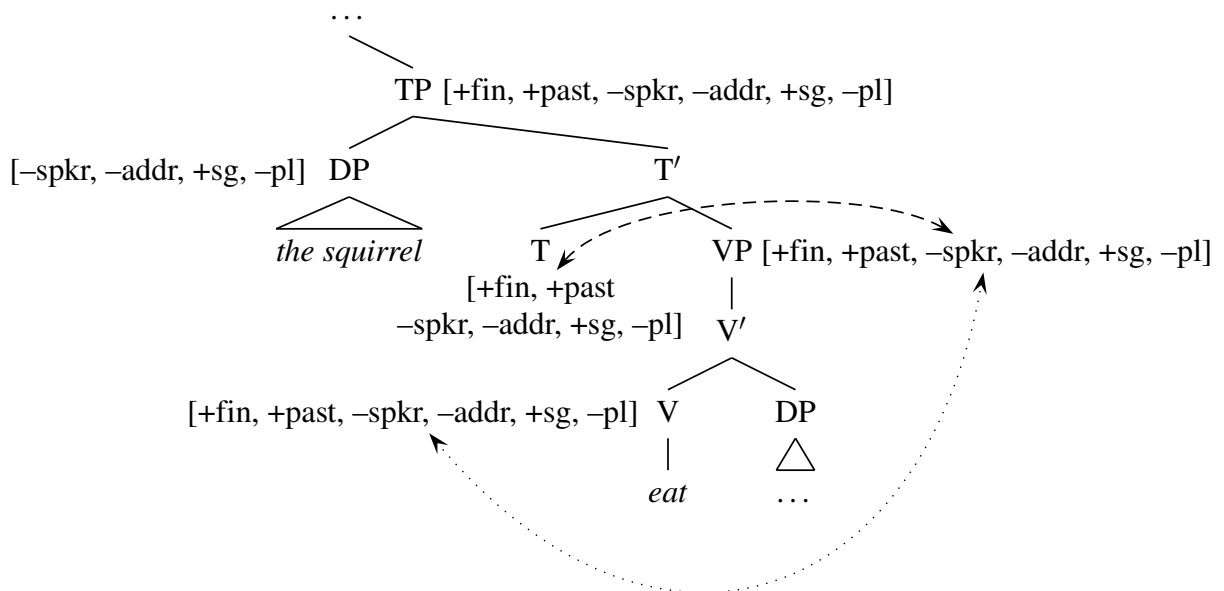 . . .
TP [+fin, +past, –spkr, –addr, +sg, –pl]
[–spkr, –addr, +sg, –pl] DP T′
the squirrel T VP [+fin, +past, –spkr, –addr, +sg, –pl]
[+fin, +past
–spkr, –addr, +sg, –pl] V′
[+fin, +past, –spkr, –addr, +sg, –pl] V DP
eat . . .